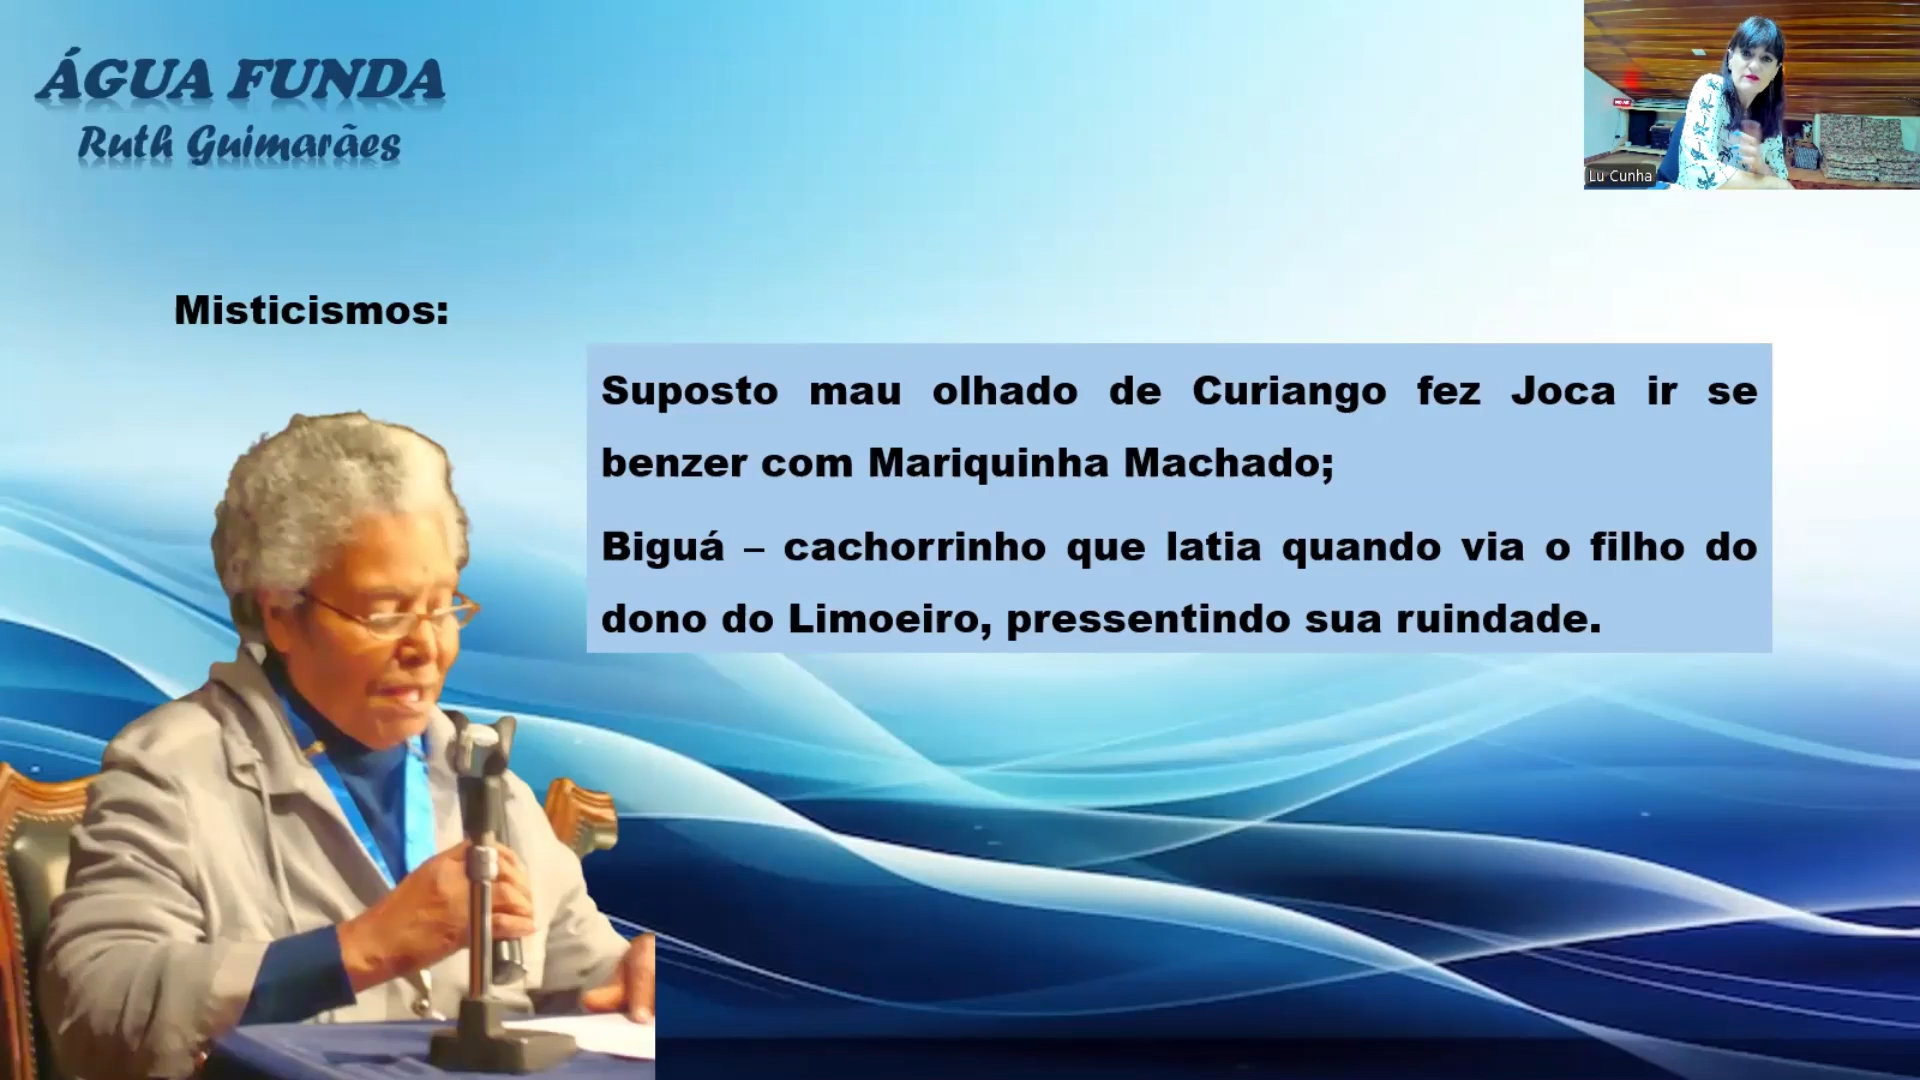 ÁGUA FUNDA
Ruth Guimarães
Lu Cunha
Misticismos:
Suposto mau olhado de Curiango fez Joca ir se
benzer com Mariquinha Machado;
Biguá – cachorrinho que latia quando via o filho do
dono do Limoeiro, pressentindo sua ruindade.